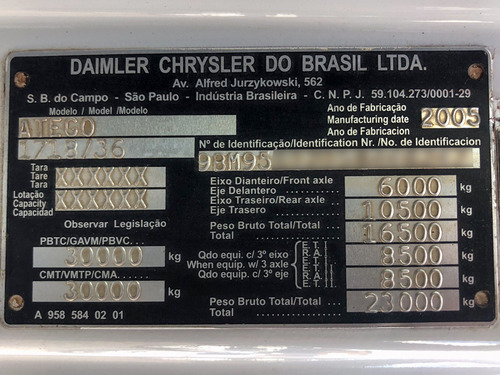 DAIMLER CHRYSLER DO BRASIL LTDA.
Av. Alfred Jurzykowski, 562
S. B. do Campo - São Paulo - Indústria Brasileira - C. N. P. J. 59.104.273/0001-29
Modelo / Model /Modelo
ATEGO
1718/36
Ano de Fabricação
Manufacturing date
Ano de Fabricacion
2005
Nº de Identificação/Identification Nr. /No. de Identificacion
9BM95
Tara
Tare
Tara
XXXXXX
Lotação
Capacity
Capacidad
XXXXXX
Observar Legislação
PBTC/GAVM/PBVC. . .
30000 kg
CMT/VMTP/CMA. . . . .
30000 kg
A 958 584 02 01
Eixo Dianteiro/Front axle
Eje Delantero . . . . . . . . . . . . .
6000 kg
Eixo Traseiro/Rear axle .
Eje Trasero . . . . . . . . . . . . . . .
10500 kg
Peso Bruto Total/Total .
Total . . . . . . . . . . . . . . . . . . . . .
16500 kg
Qdo equi. c/3º eixo
When equip. w/3 axle
Qdo equip. c/3º eje
E. T.
R. A.
E. T.
R. A.
E. T.
E. T.
8500 kg
8500 kg
Peso Bruto Total/Total . . .
Total . . . . . . . . . . . . . . . . . . . . .
23000 kg